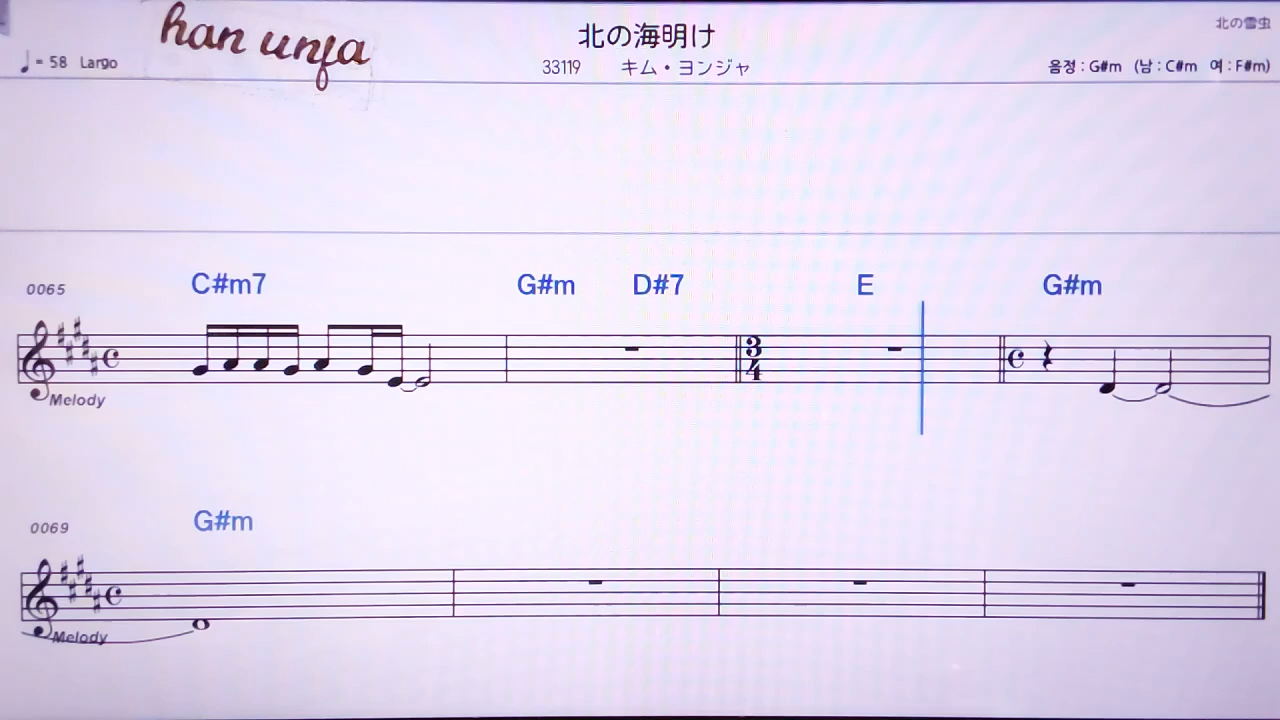 han unja
北の海明け
北の雪虫
♩= 58 Largo
33119 キム・ヨンジャ
음정 : G#m (남 : C#m 여 : F#m)
0065 C#m7 G#m D#7 E G#m
3
4
Melody
0069 G#m
Melody